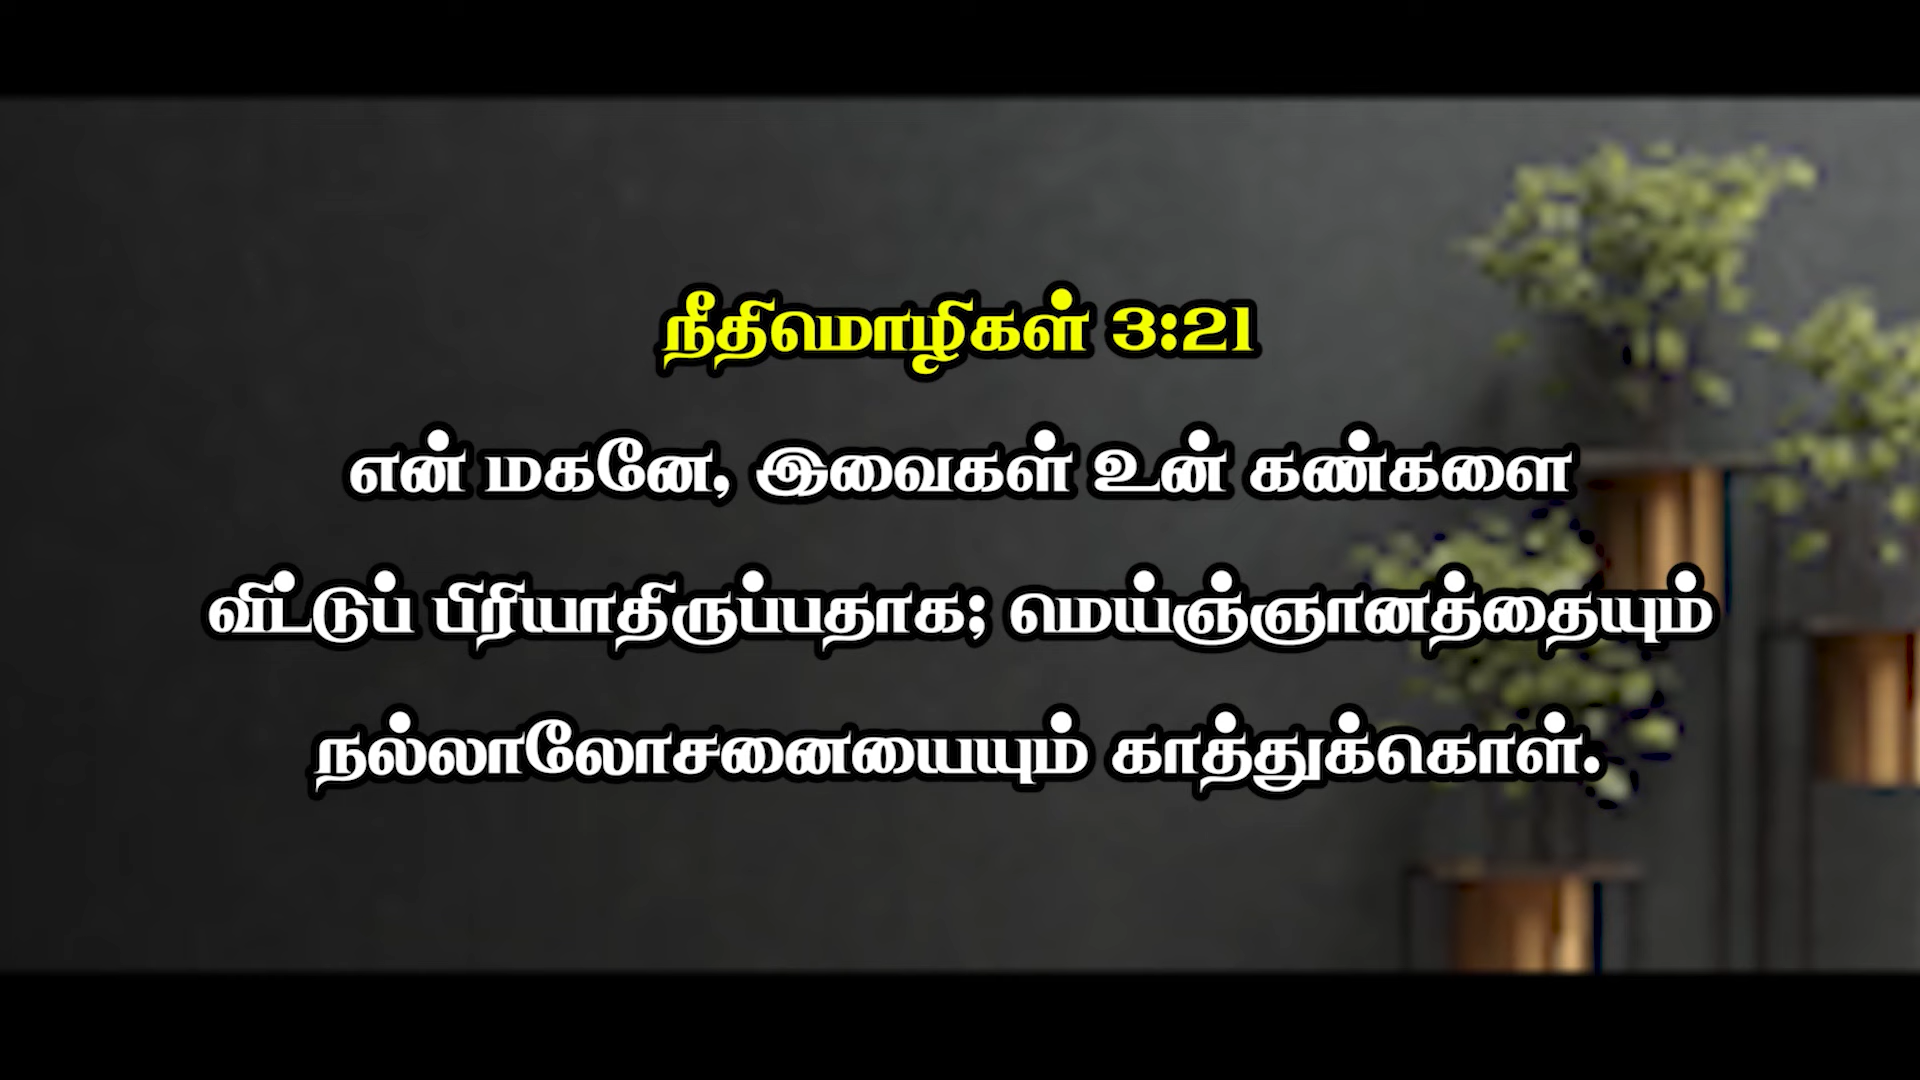 நீதிமொழிகள் 3:21
என் மகனே, இவைகள் உன் கண்களை
விட்டுப் பிரியாதிருப்பதாக; மெய்ஞ்ஞானத்தையும்
நல்லாலோசனையையும் காத்துக்கொள்.